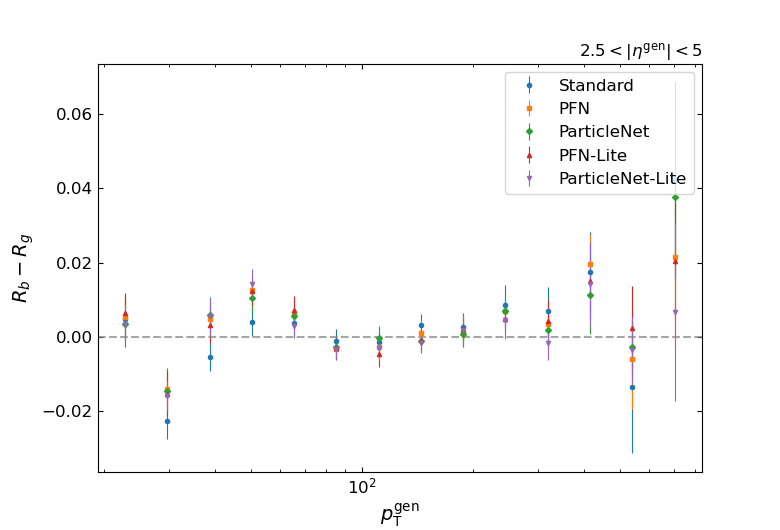 2.5 < |η^gen| < 5
Standard
PFN
ParticleNet
PFN-Lite
ParticleNet-Lite
0.06
0.04
0.02
0.00
−0.02
R_b − R_g
10^2
p_T^gen